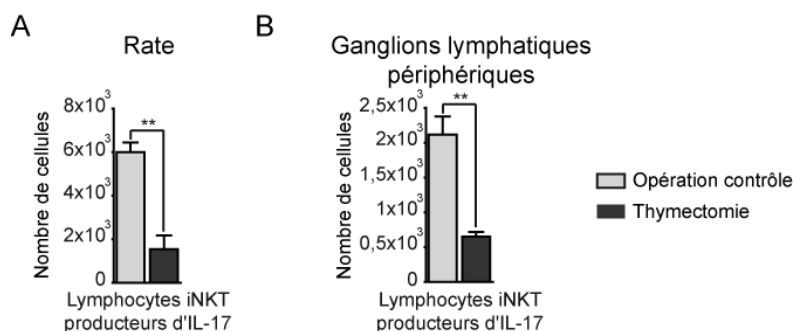 A
Rate
Nombre de cellules
8x10³
6x10³
4x10³
2x10³
0
**
Lymphocytes iNKT
producteurs d'IL-17
B
Ganglions lymphatiques
périphériques
Nombre de cellules
2,5x10³
2x10³
1,5x10³
1x10³
0,5x10³
0
**
Lymphocytes iNKT
producteurs d'IL-17
Opération contrôle
Thymectomie